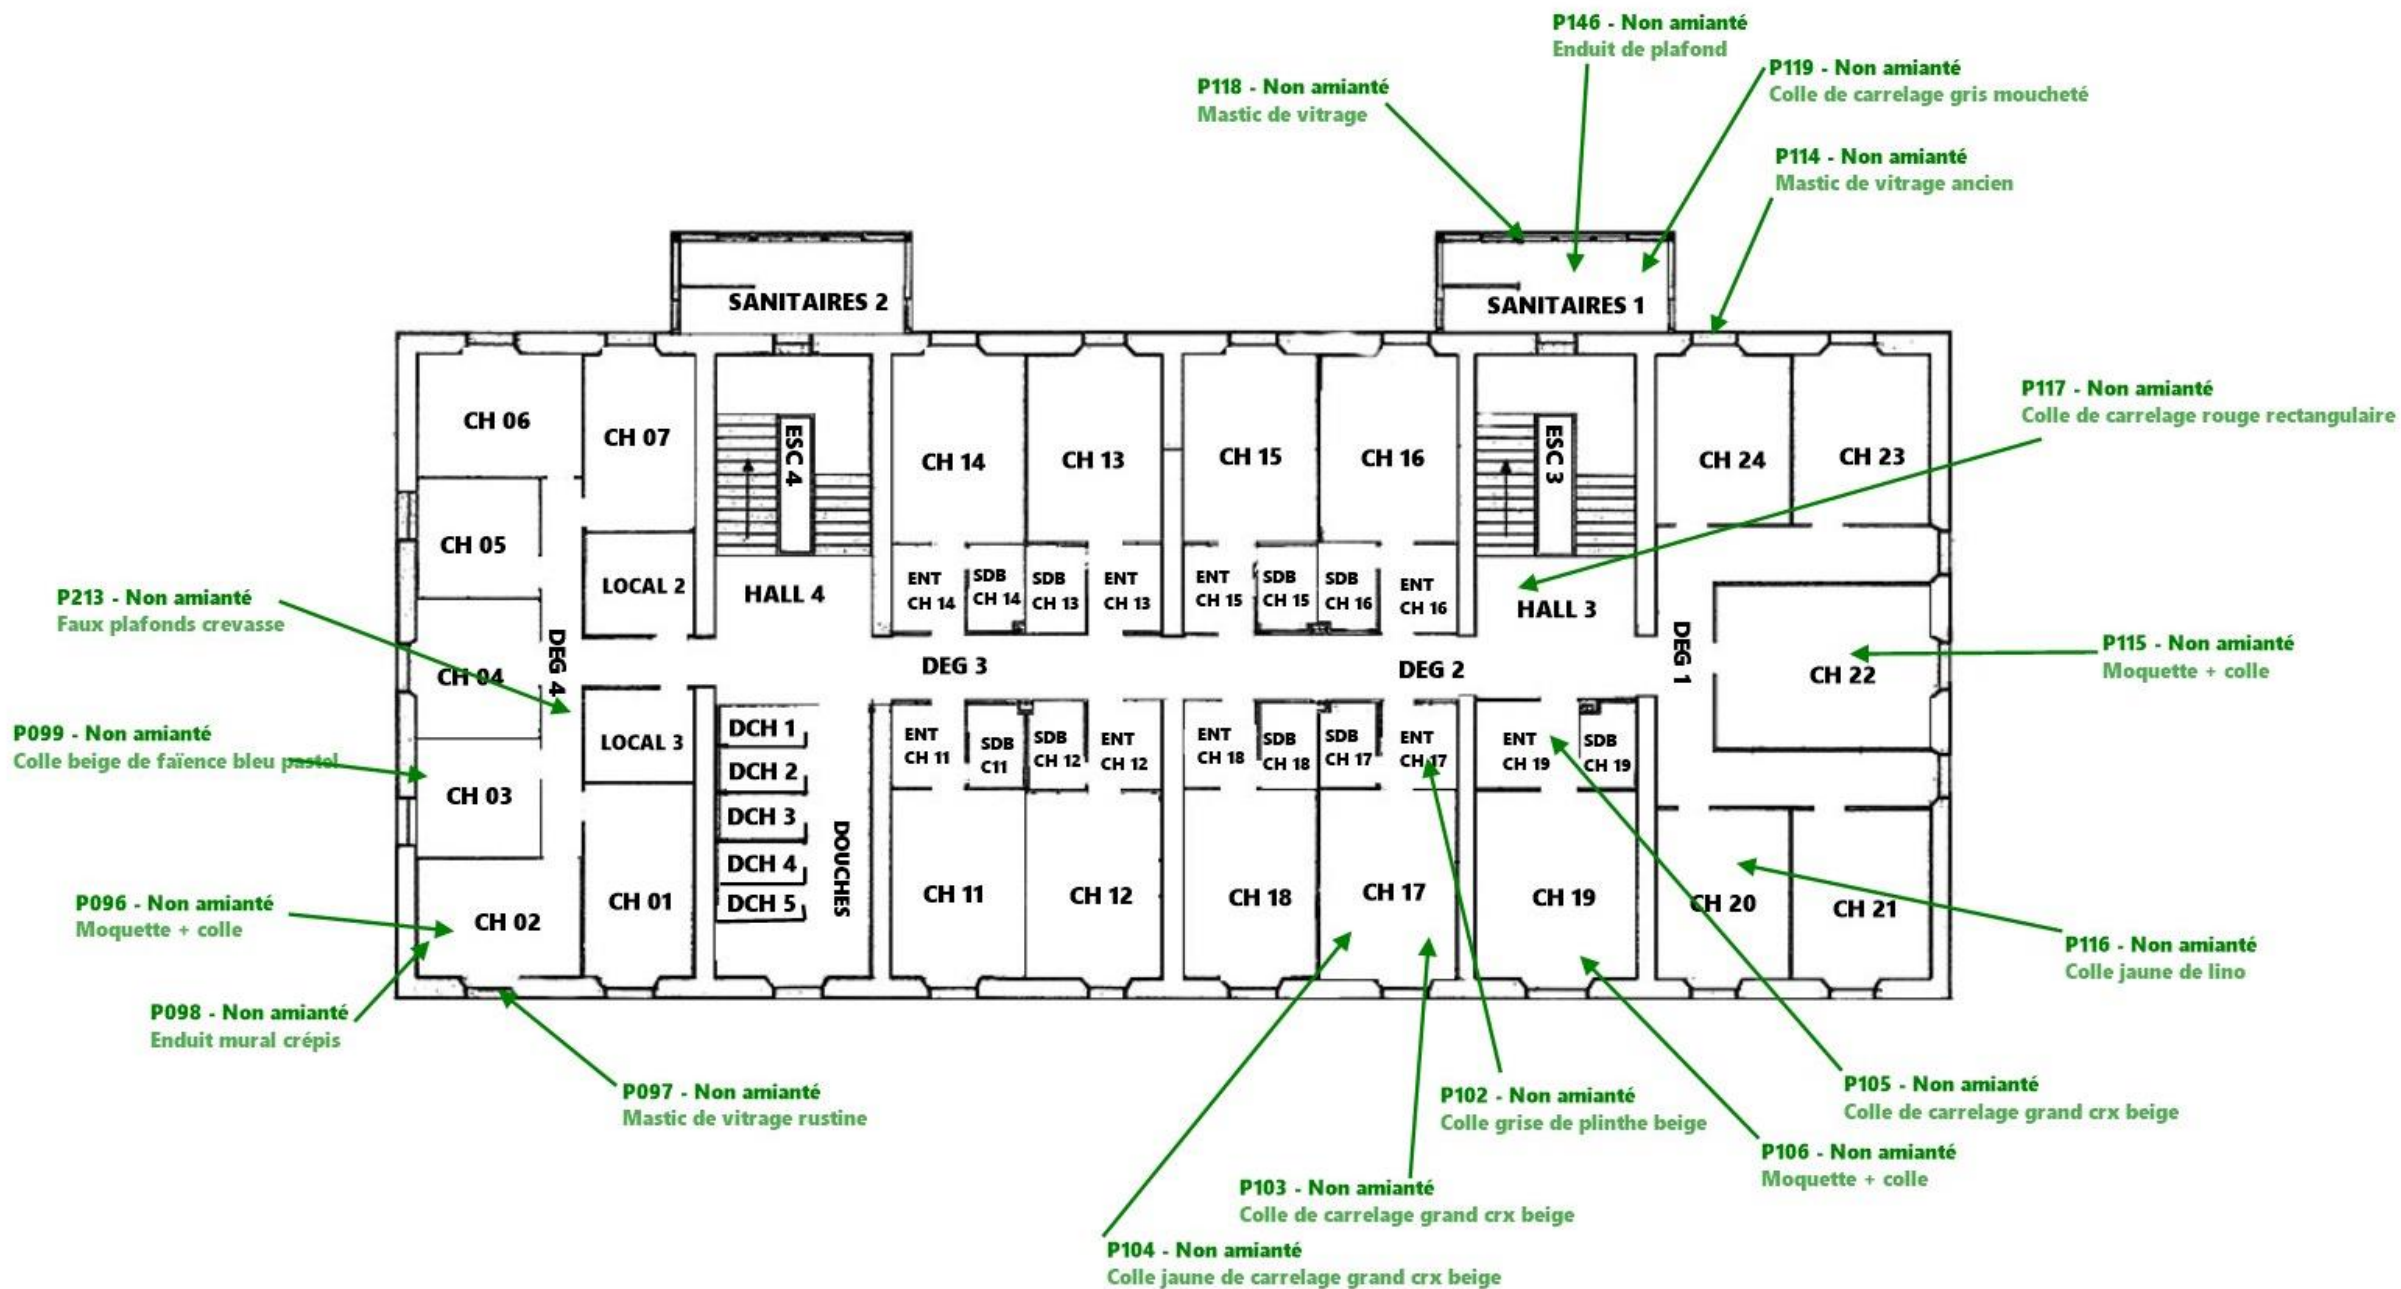 P146 - Non amianté
Enduit de plafond
P119 - Non amianté
Colle de carrelage gris moucheté
P118 - Non amianté
Mastic de vitrage
P114 - Non amianté
Mastic de vitrage ancien
SANITAIRES 2
SANITAIRES 1
P117 - Non amianté
Colle de carrelage rouge rectangulaire
CH 06
CH 07
ESC 4
CH 14
CH 13
CH 15
CH 16
ESC 3
CH 24
CH 23
CH 05
LOCAL 2
HALL 4
ENT
CH 14
SDB
CH 14
SDB
CH 13
ENT
CH 13
ENT
CH 15
SDB
CH 15
SDB
CH 16
ENT
CH 16
HALL 3
P213 - Non amianté
Faux plafonds crevasse
CH 04
DEG 4
DEG 3
DEG 2
DEG 1
CH 22
P115 - Non amianté
Moquette + colle
P099 - Non amianté
Colle beige de faïence bleu pastel
CH 03
LOCAL 3
DCH 1
DCH 2
DCH 3
DCH 4
DCH 5
DOUCHES
ENT
CH 11
SDB
C11
SDB
CH 12
ENT
CH 12
ENT
CH 18
SDB
CH 18
SDB
CH 17
ENT
CH 17
ENT
CH 19
SDB
CH 19
P096 - Non amianté
Moquette + colle
CH 02
CH 01
CH 11
CH 12
CH 18
CH 17
CH 19
CH 20
CH 21
P116 - Non amianté
Colle jaune de lino
P098 - Non amianté
Enduit mural crépis
P097 - Non amianté
Mastic de vitrage rustine
P102 - Non amianté
Colle grise de plinthe beige
P105 - Non amianté
Colle de carrelage grand crx beige
P106 - Non amianté
Moquette + colle
P103 - Non amianté
Colle de carrelage grand crx beige
P104 - Non amianté
Colle jaune de carrelage grand crx beige